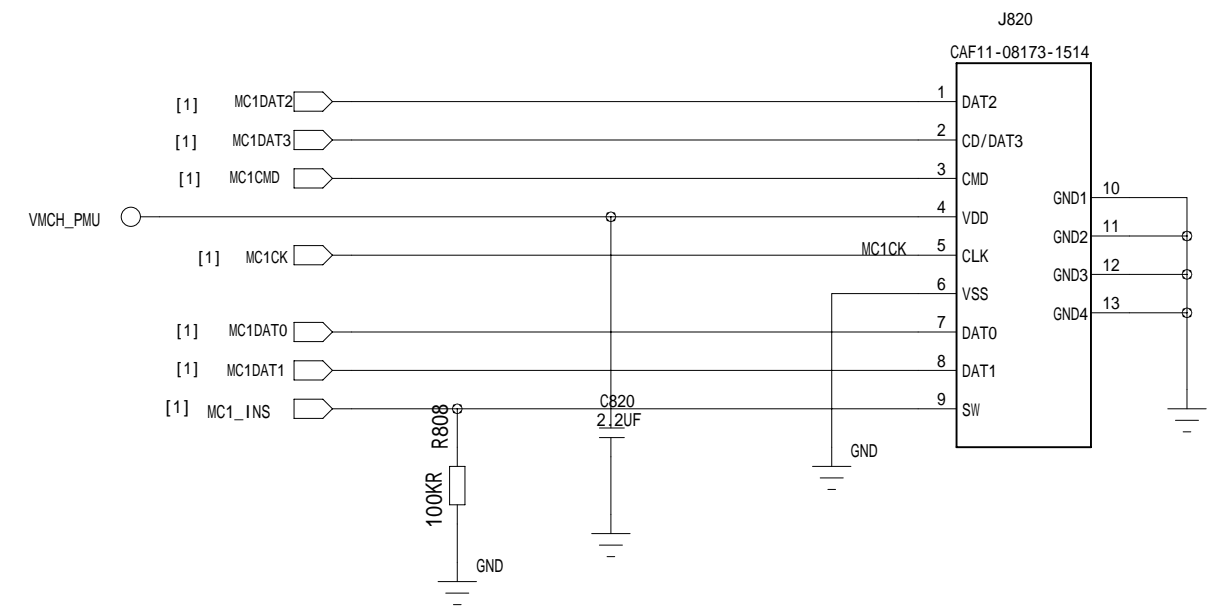 J820
CAF11-08173-1514
[1] MC1DAT2 1 DAT2
[1] MC1DAT3 2 CD/DAT3
[1] MC1CMD 3 CMD
GND1 10
VMCH_PMU 4 VDD
GND2 11
[1] MC1CK MC1CK 5 CLK
GND3 12
6 VSS
GND4 13
[1] MC1DAT0 7 DAT0
[1] MC1DAT1 8 DAT1
[1] MC1_INS 9 SW
C820
2.2UF
R808
100KR
GND
GND